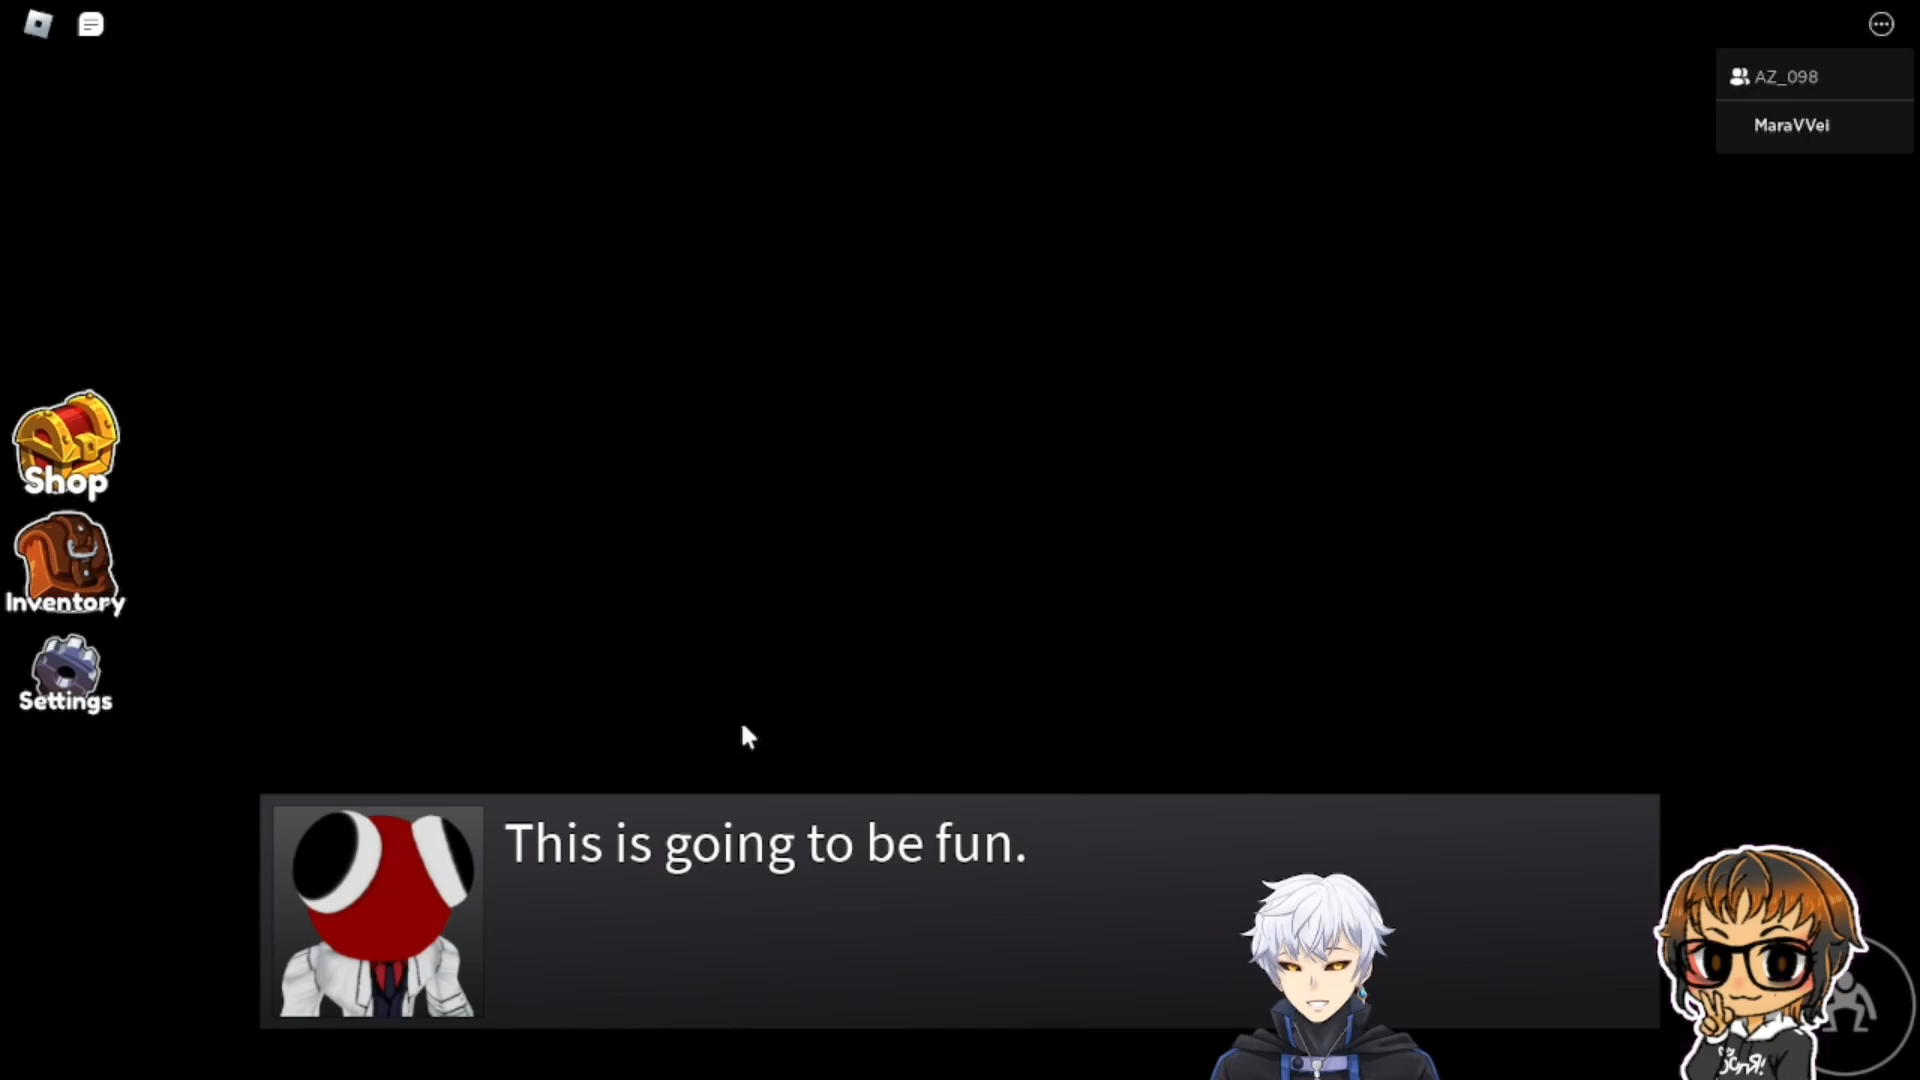 AZ_098
MaraVVei
Shop
Inventory
Settings
This is going to be fun.